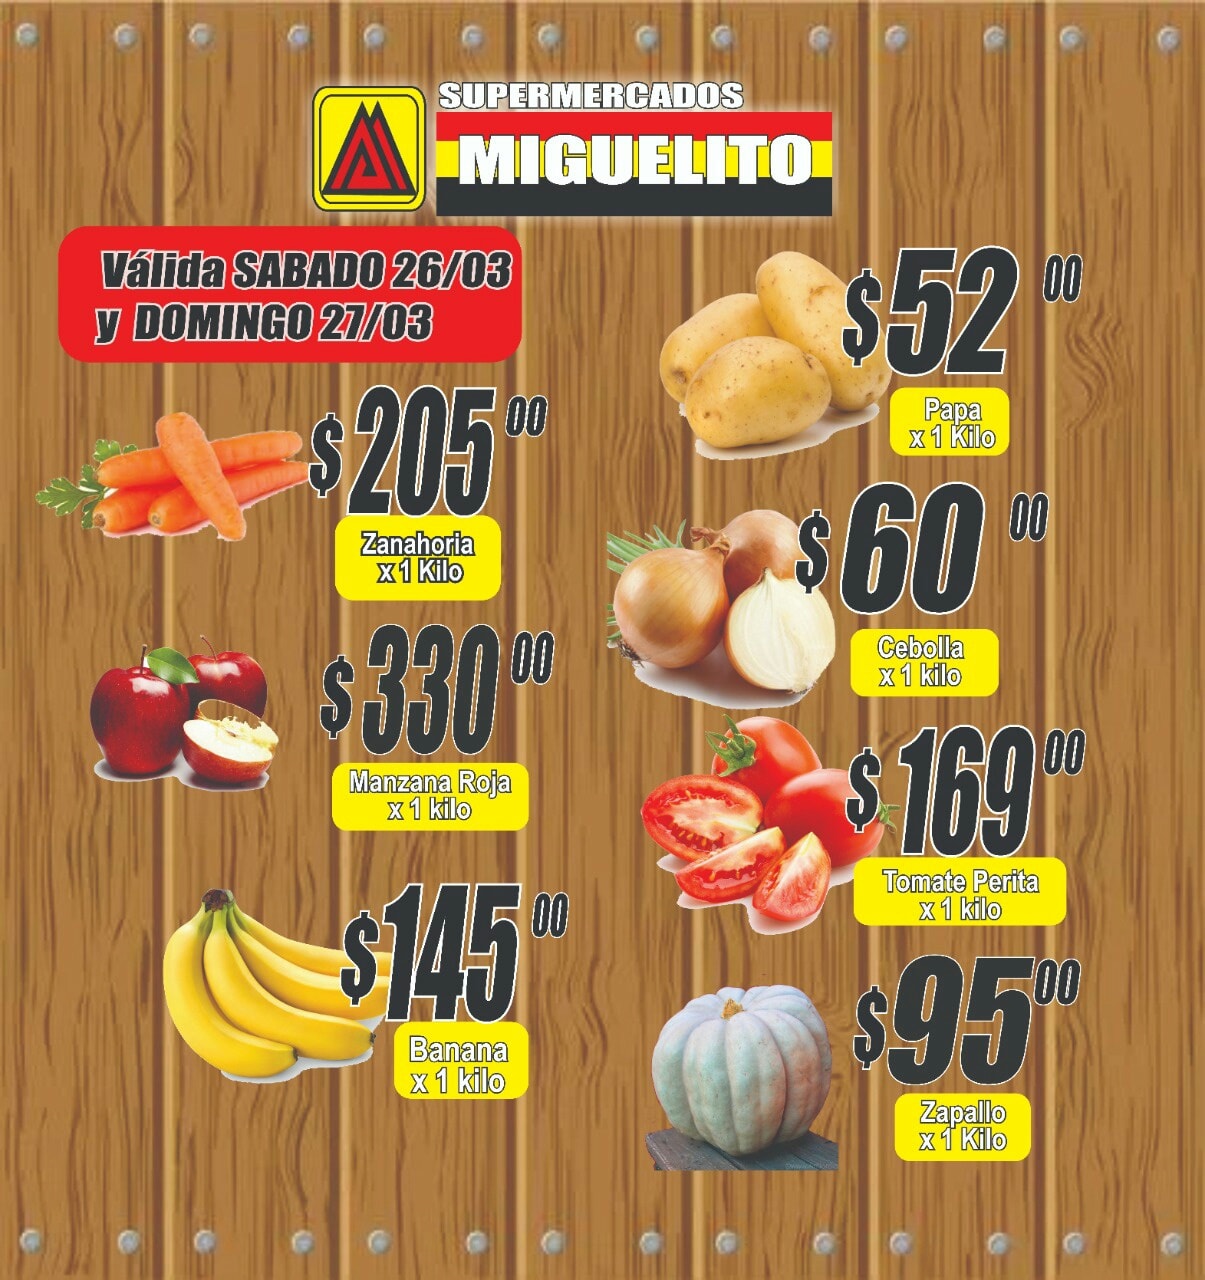 SUPERMERCADOS
MIGUELITO
Válida SABADO 26/03
y DOMINGO 27/03
$205 00
Zanahoria
x 1 Kilo
$330 00
Manzana Roja
x 1 kilo
$145 00
Banana
x 1 kilo
$52 00
Papa
x 1 Kilo
$60 00
Cebolla
x 1 kilo
$169 00
Tomate Perita
x 1 kilo
$95 00
Zapallo
x 1 Kilo